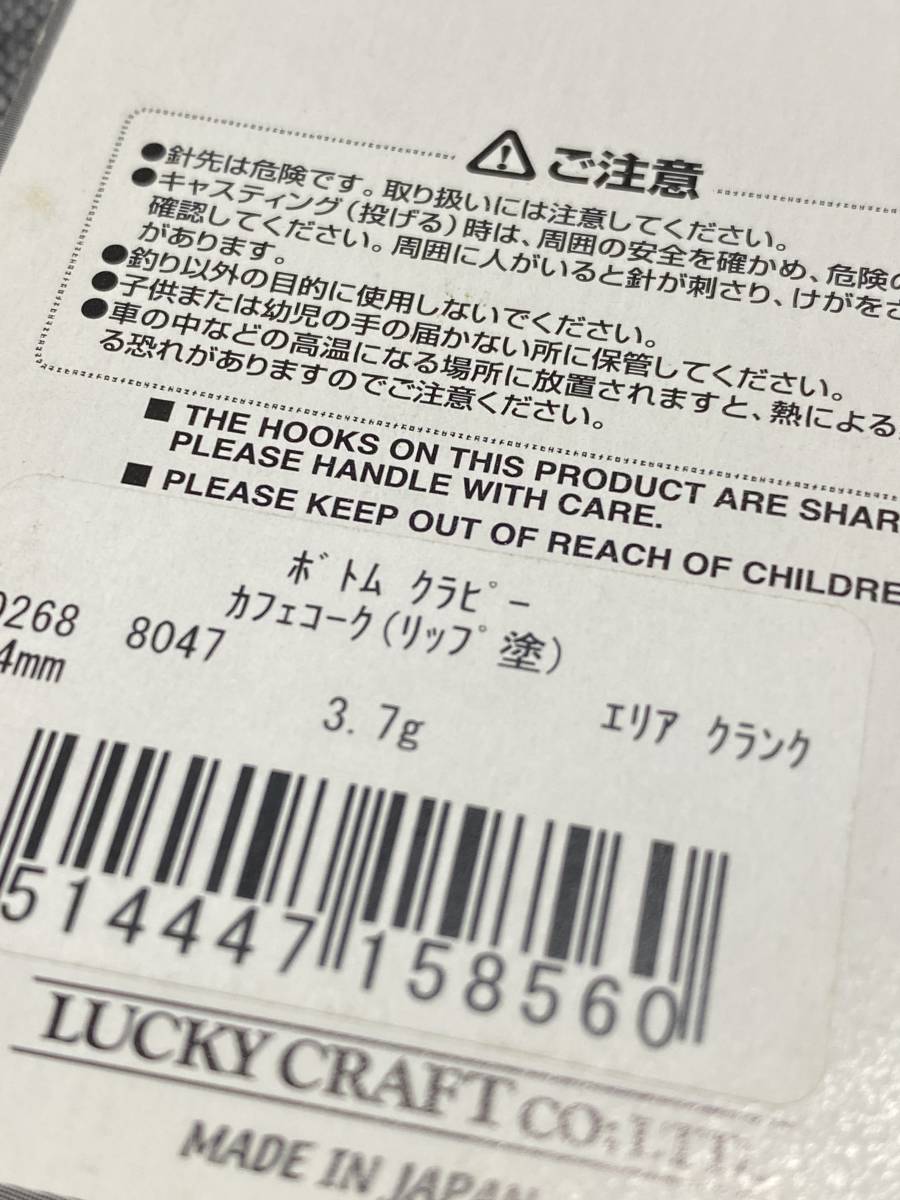 ご注意
●針先は危険です。取り扱いには注意してください。
●キャスティング(投げる)時は、周囲の安全を確かめ、危険の
確認してください。周囲に人がいると針が刺さり、けがをさ
があります。
●釣り以外の目的に使用しないでください。
●子供または幼児の手の届かない所に保管してください。
●車の中などの高温になる場所に放置されますと、熱による
る恐れがありますのでご注意ください。
■ THE HOOKS ON THIS PRODUCT ARE SHAR
PLEASE HANDLE WITH CARE.
■ PLEASE KEEP OUT OF REACH OF CHILDRE
ﾎﾞﾄﾑ ｸﾗﾋﾟｰ
0268 8047 ｶﾌｪｺｰｸ(ﾘｯﾌﾟ塗)
4mm 3.7g ｴﾘｱ ｸﾗﾝｸ
514447 158560
LUCKY CRAFT CO.,LTD.
MADE IN JAPAN